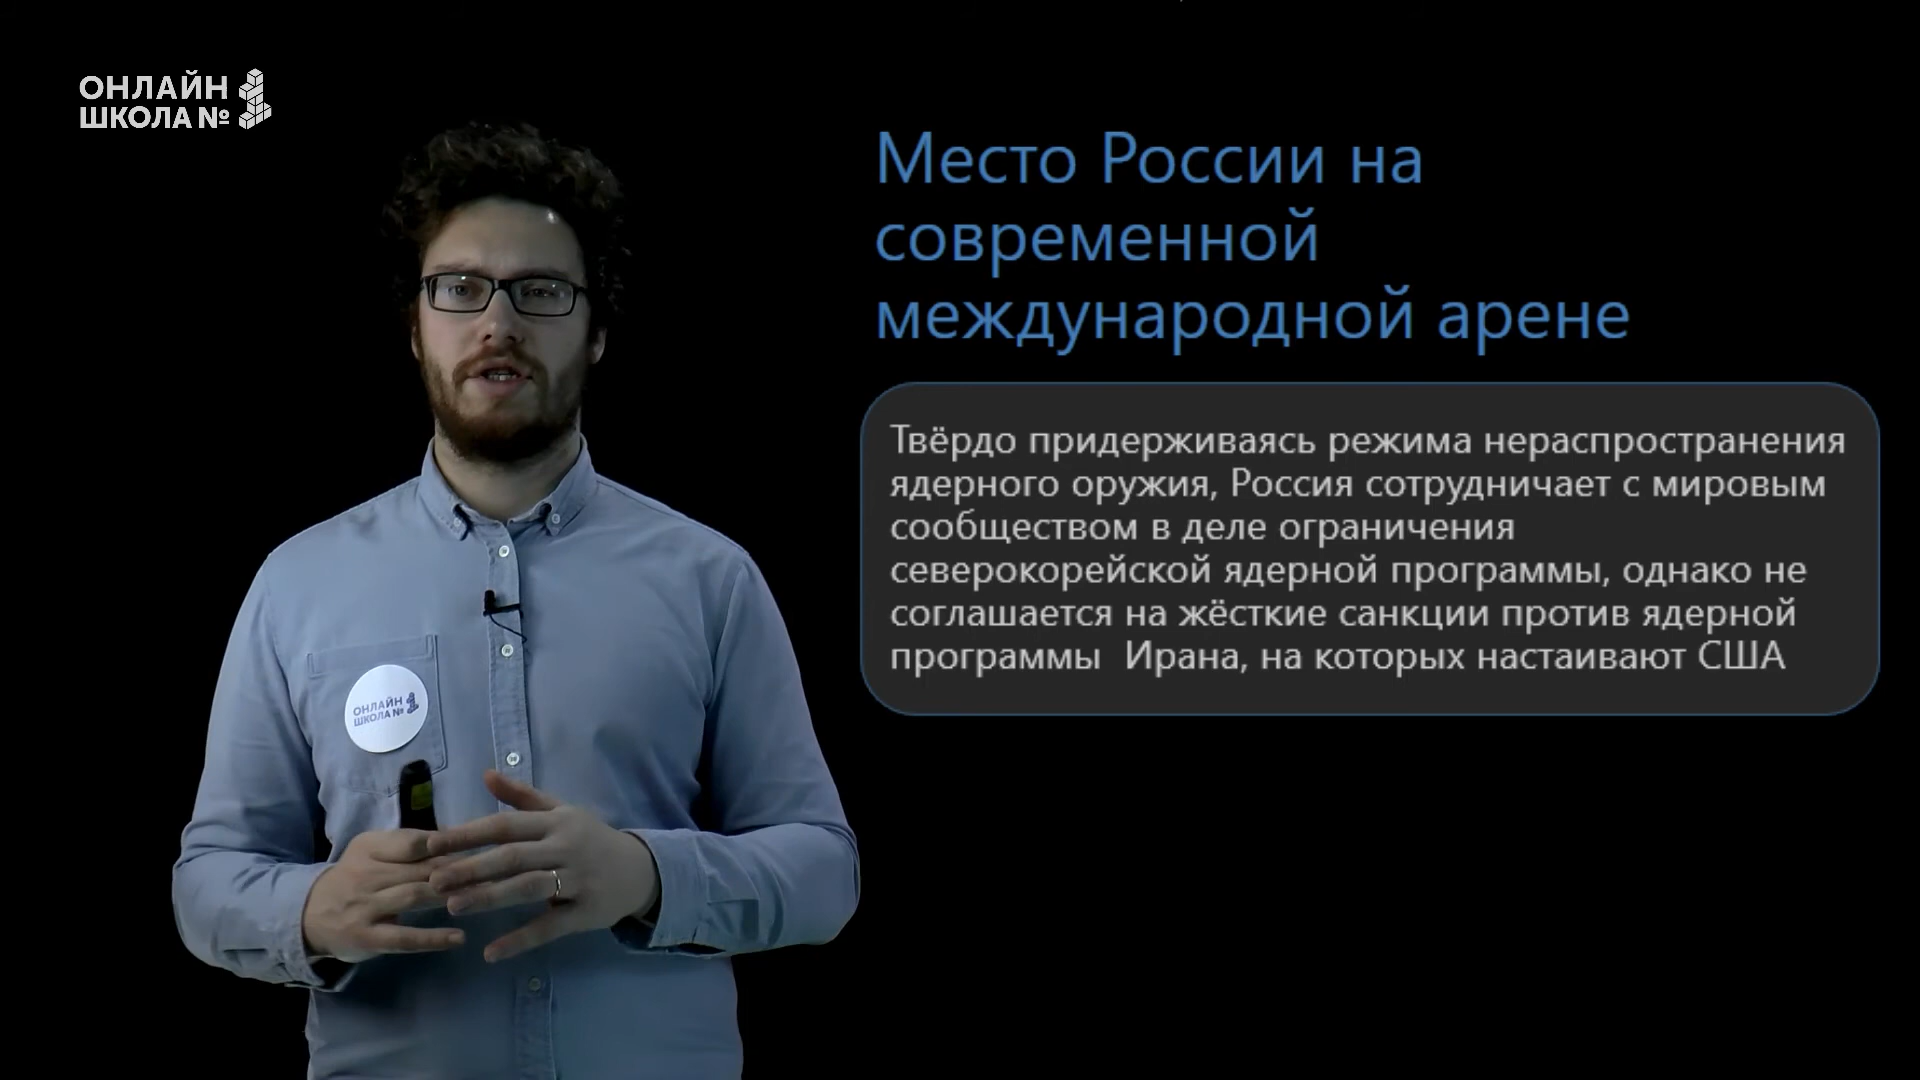 ОНЛАЙН
ШКОЛА №1
Место России на
современной
международной арене
Твёрдо придерживаясь режима нераспространения
ядерного оружия, Россия сотрудничает с мировым
сообществом в деле ограничения
северокорейской ядерной программы, однако не
соглашается на жёсткие санкции против ядерной
программы  Ирана, на которых настаивают США
ОНЛАЙН
ШКОЛА №1